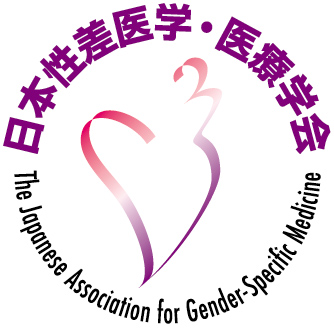 日本性差医学・医療学会
The Japanese Association for Gender-Specific Medicine